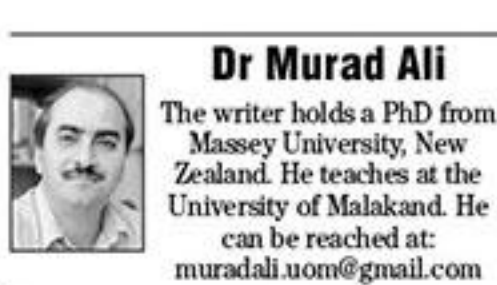 Dr Murad Ali
The writer holds a PhD from
Massey University, New
Zealand. He teaches at the
University of Malakand. He
can be reached at:
muradali.uom@gmail.com